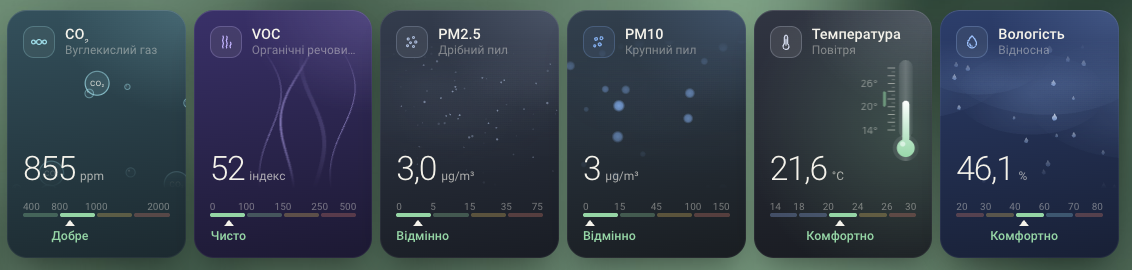 CO₂
Вуглекислий газ
CO₂
855 ppm
400 800 1000 2000
Добре
VOC
Органічні речови...
52 індекс
0 100 150 250 500
Чисто
PM2.5
Дрібний пил
3,0 μg/m³
0 5 15 35 75
Відмінно
PM10
Крупний пил
3 μg/m³
0 15 45 100 150
Відмінно
Температура
Повітря
26°
20°
14°
21,6 °C
14 18 20 24 26 30
Комфортно
Вологість
Відносна
46,1 %
20 30 40 60 70 80
Комфортно